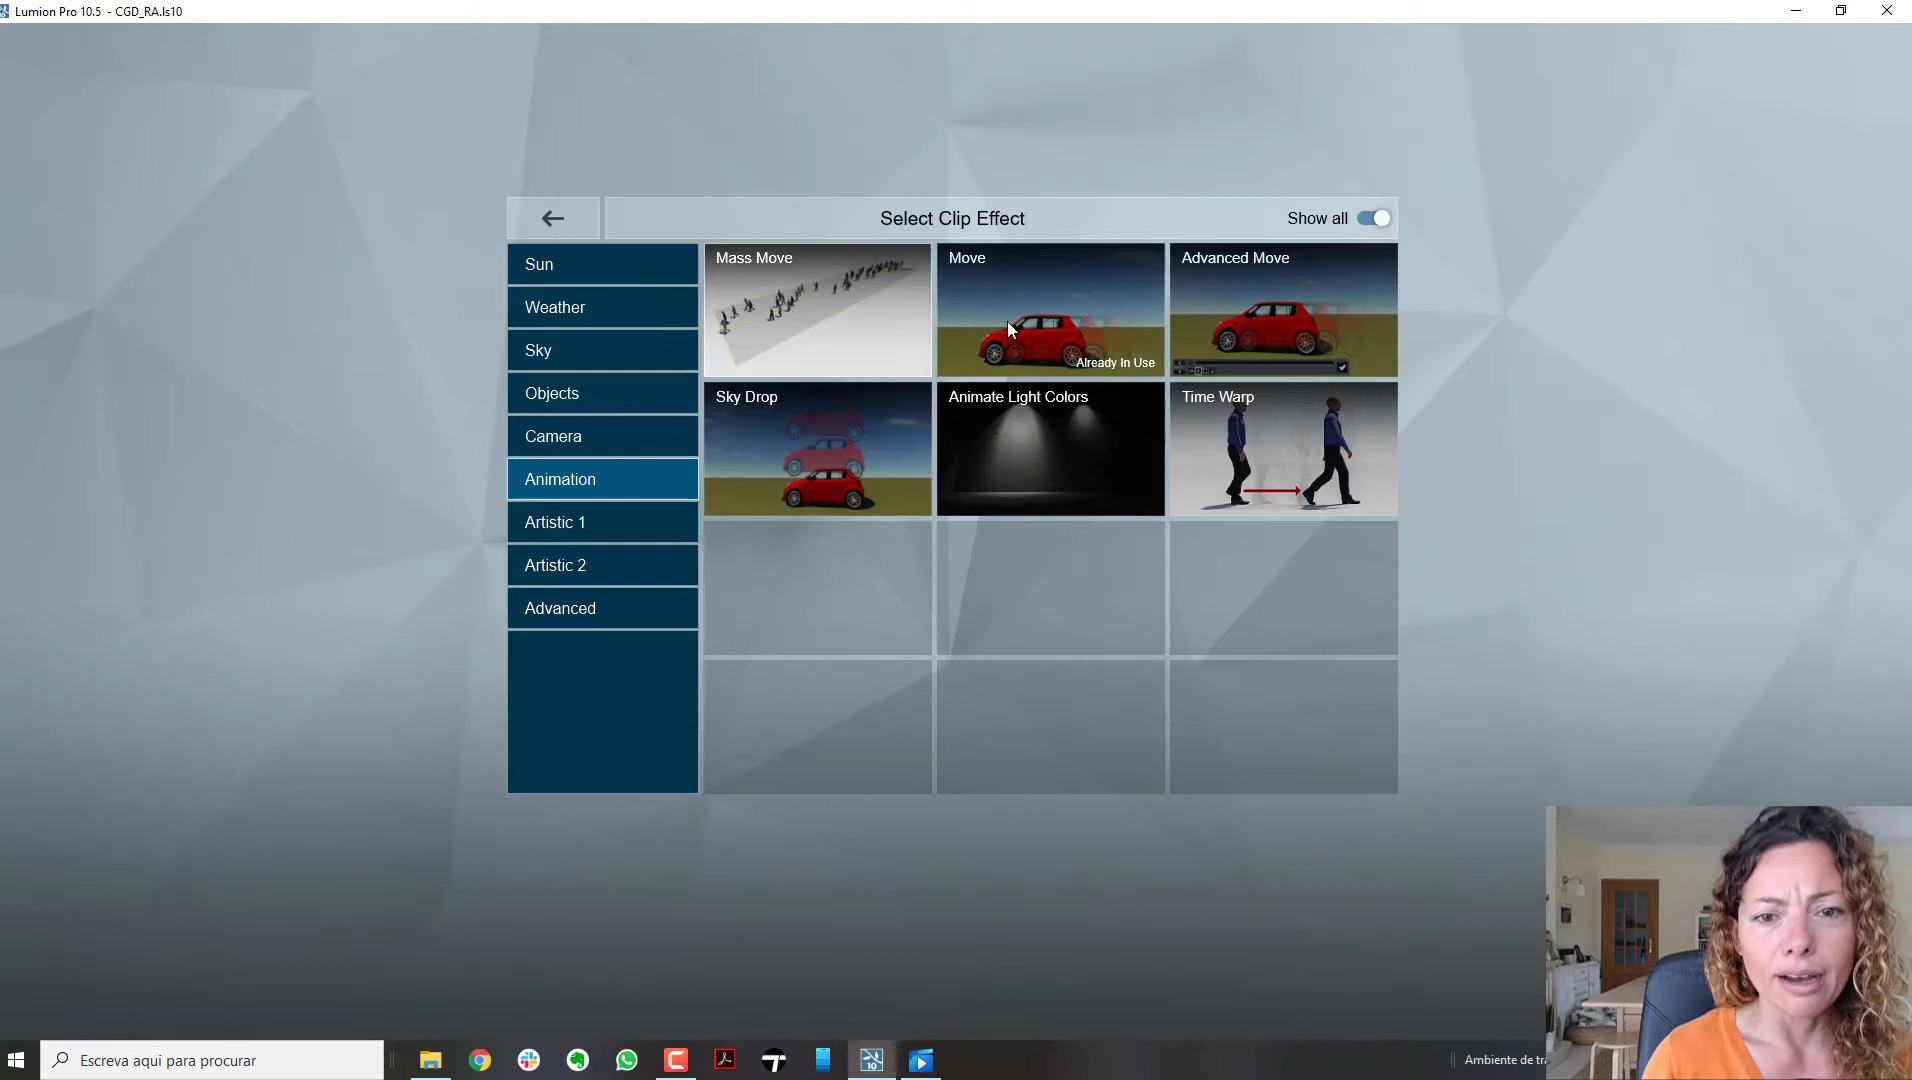 Lumion Pro 10.5 - CGD_RA.ls10
Select Clip Effect
Show all
Sun
Weather
Sky
Objects
Camera
Animation
Artistic 1
Artistic 2
Advanced
Mass Move
Move
Already In Use
Advanced Move
Sky Drop
Animate Light Colors
Time Warp
Escreva aqui para procurar
10
Ambiente de tra